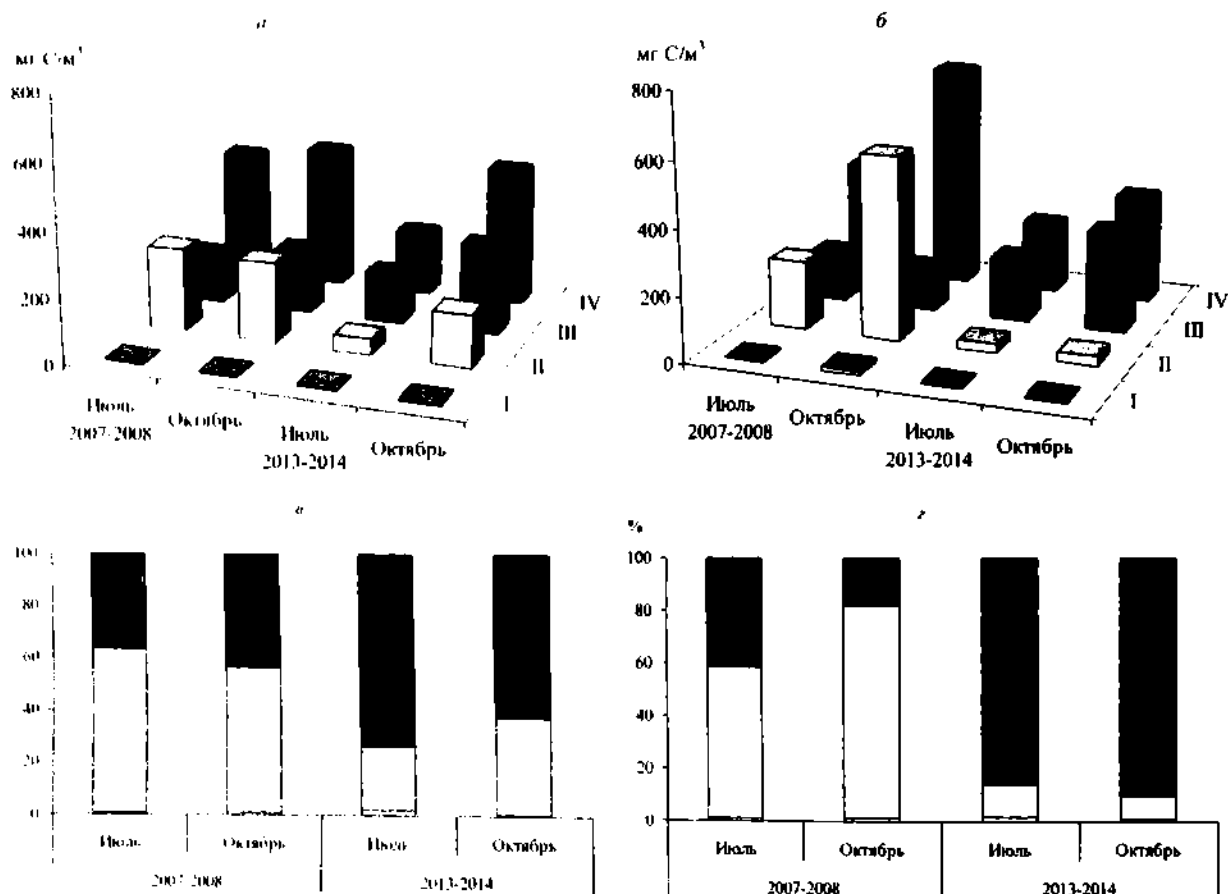 а
б
кг С/м³
мг С/м³
800
600
400
200
0
800
600
400
200
0
IV
III
II
I
IV
III
II
I
Июль
2007-2008
Октябрь
Июль
2013-2014
Октябрь
Июль
2007-2008
Октябрь
Июль
2013-2014
Октябрь
в
г
%
100
80
60
40
20
0
100
80
60
40
20
0
Июль
Октябрь
Июль
Октябрь
2007-2008
2013-2014
Июль
Октябрь
Июль
Октябрь
2007-2008
2013-2014